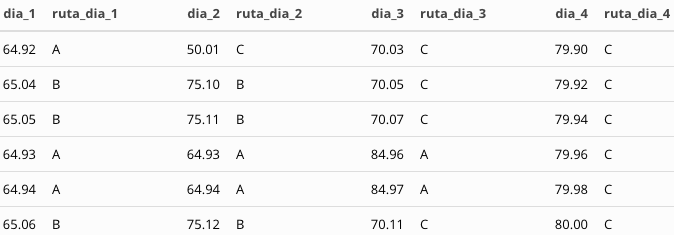 dia_1 ruta_dia_1 dia_2 ruta_dia_2 dia_3 ruta_dia_3 dia_4 ruta_dia_4
64.92 A 50.01 C 70.03 C 79.90 C
65.04 B 75.10 B 70.05 C 79.92 C
65.05 B 75.11 B 70.07 C 79.94 C
64.93 A 64.93 A 84.96 A 79.96 C
64.94 A 64.94 A 84.97 A 79.98 C
65.06 B 75.12 B 70.11 C 80.00 C